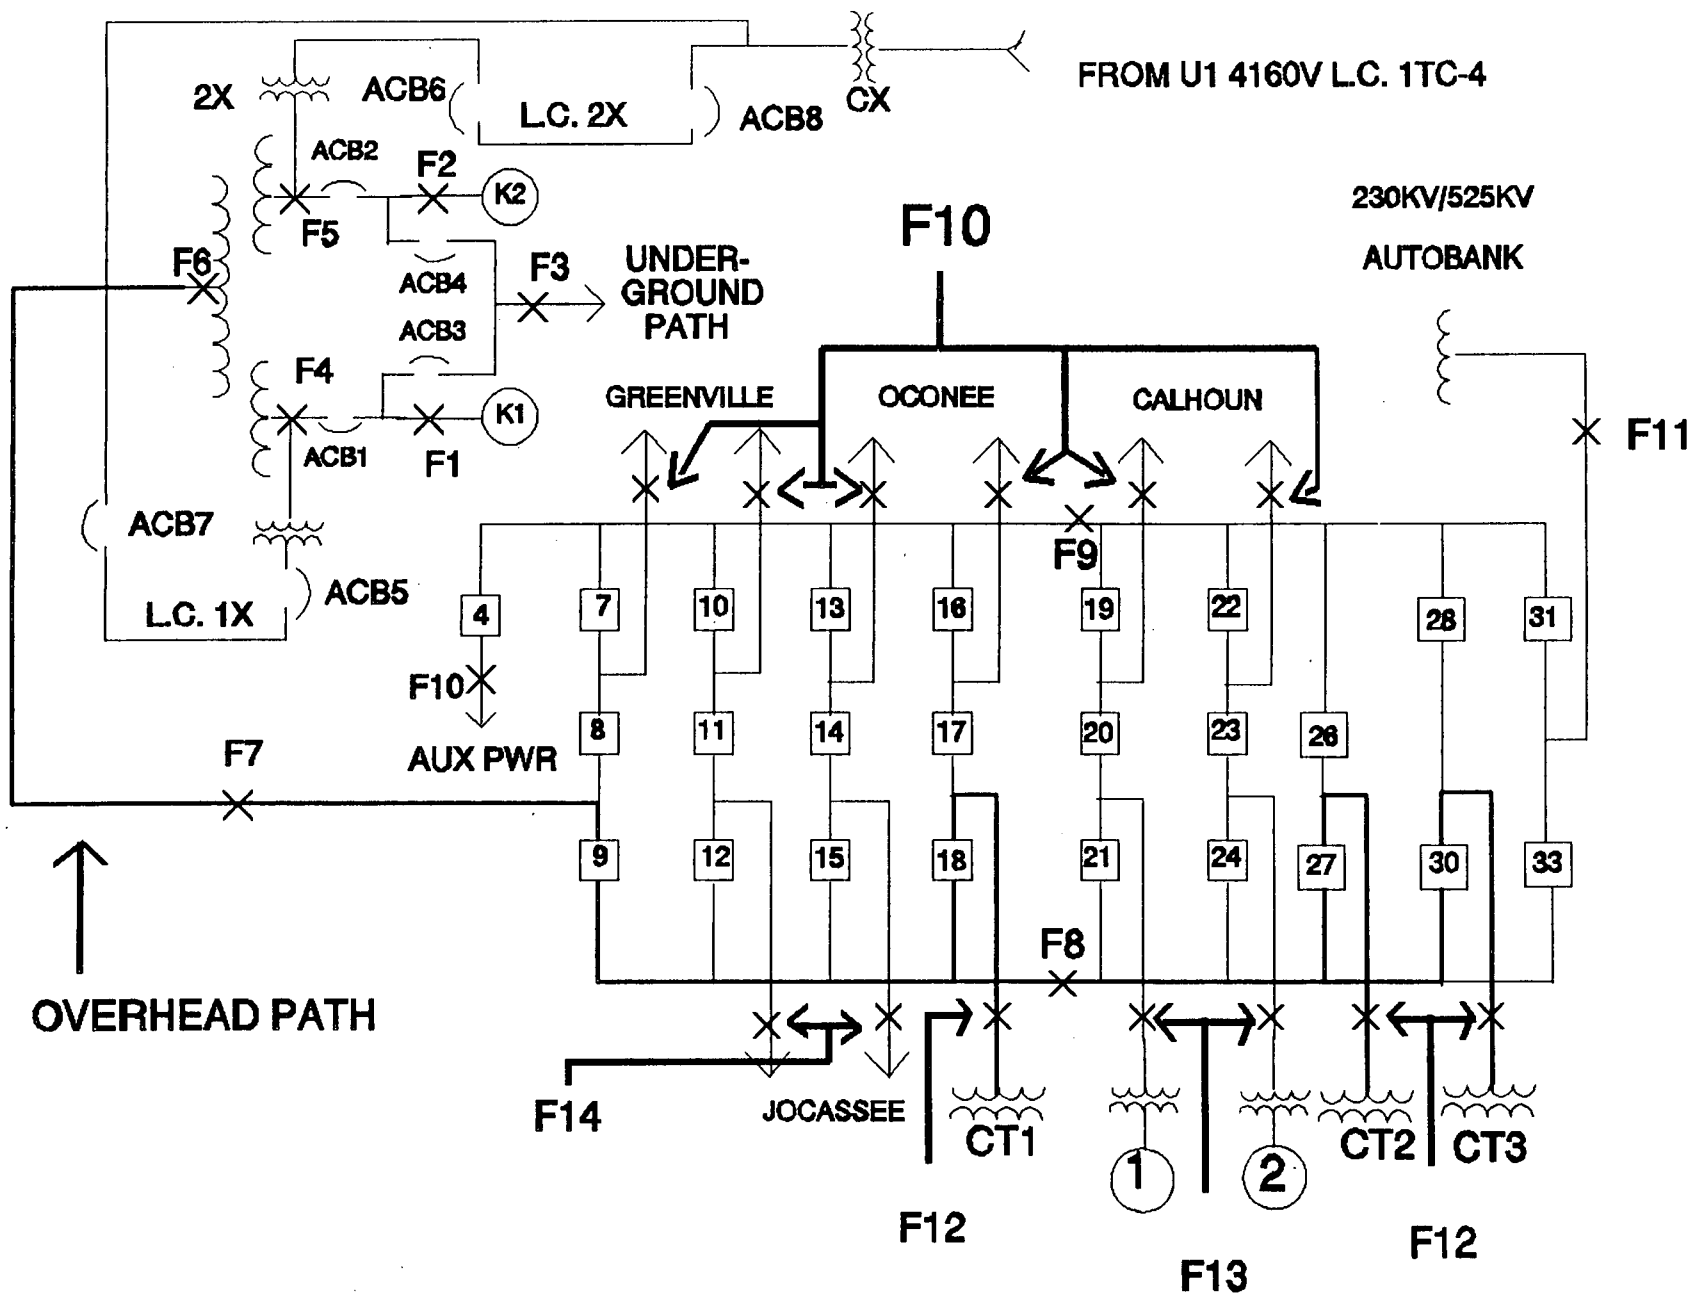 FROM U1 4160V L.C. 1TC-4
CX
2X
ACB6
L.C. 2X
ACB8
ACB2
F2
K2
F5
230KV/525KV
AUTOBANK
F10
F6
ACB4
F3
UNDER-
GROUND
PATH
ACB3
F4
K1
ACB1
F1
GREENVILLE
OCONEE
CALHOUN
F11
ACB7
F9
ACB5
L.C. 1X
4
7
10
13
16
19
22
28
31
F10
8
11
14
17
20
23
26
AUX PWR
F7
9
12
15
18
21
24
27
30
33
F8
OVERHEAD PATH
F14
JOCASSEE
CT1
1
2
CT2
CT3
F12
F13
F12